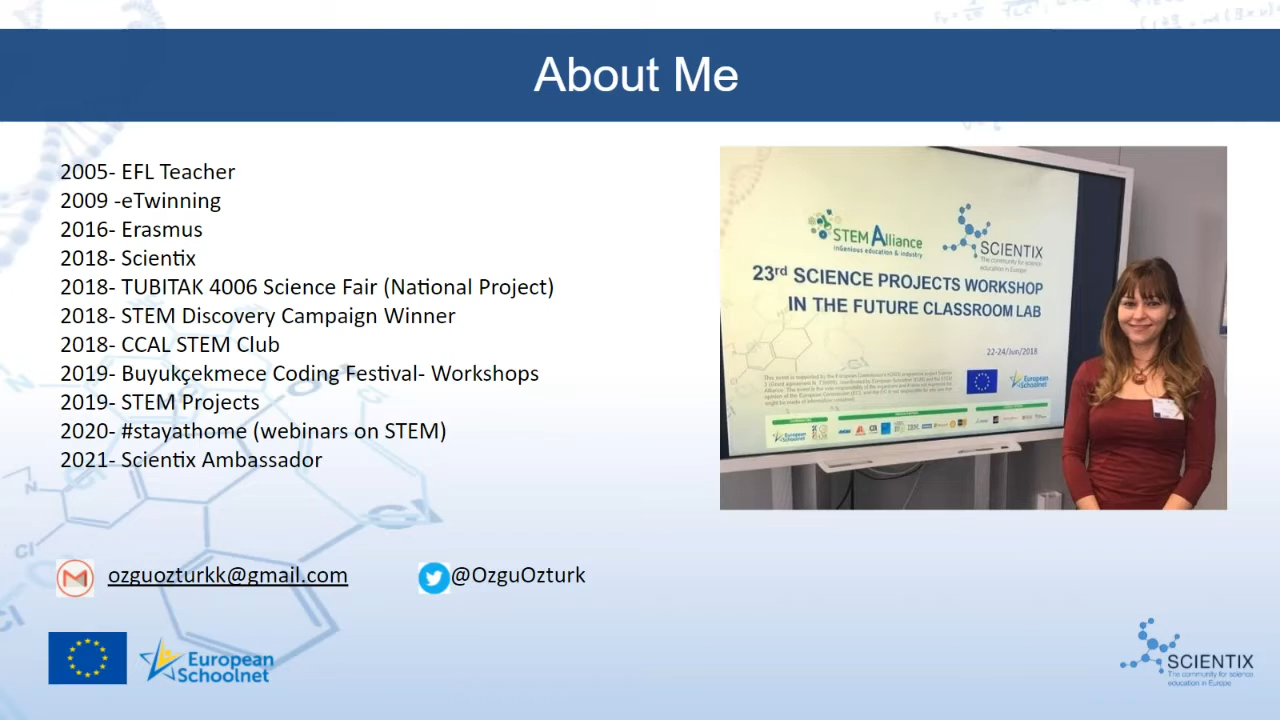 About Me
2005- EFL Teacher
2009 -eTwinning
2016- Erasmus
2018- Scientix
2018- TUBITAK 4006 Science Fair (National Project)
2018- STEM Discovery Campaign Winner
2018- CCAL STEM Club
2019- Buyukçekmece Coding Festival- Workshops
2019- STEM Projects
2020- #stayathome (webinars on STEM)
2021- Scientix Ambassador
STEM Alliance
inGenious education & industry
SCIENTIX
The community for science
education in Europe
23rd SCIENCE PROJECTS WORKSHOP
IN THE FUTURE CLASSROOM LAB
22-24/Jun/2018
European
Schoolnet
ozguozturkk@gmail.com
@OzguOzturk
European
Schoolnet
SCIENTIX
The community for science
education in Europe